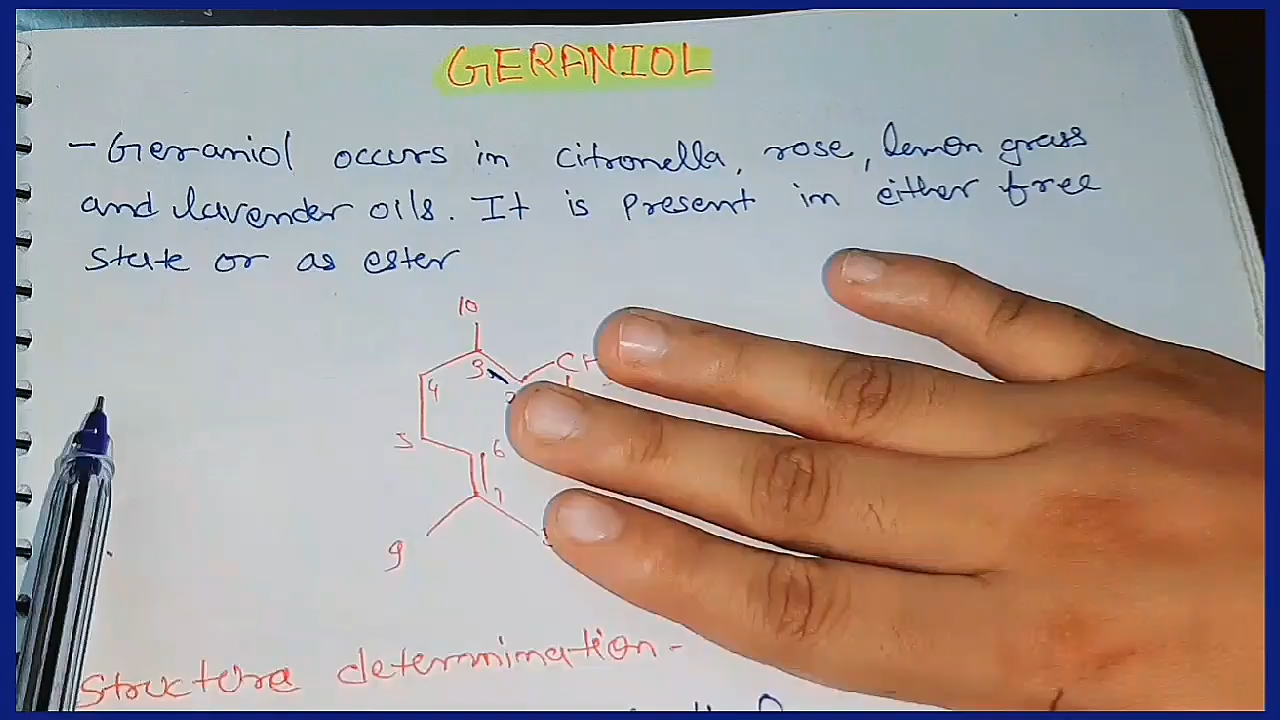 GERANIOL
- Geraniol occurs in citronella, rose, lemon grass
and lavender oils. It is present in either free
state or as ester
10
3
CH
4
5
6
7
9
Structure determination-